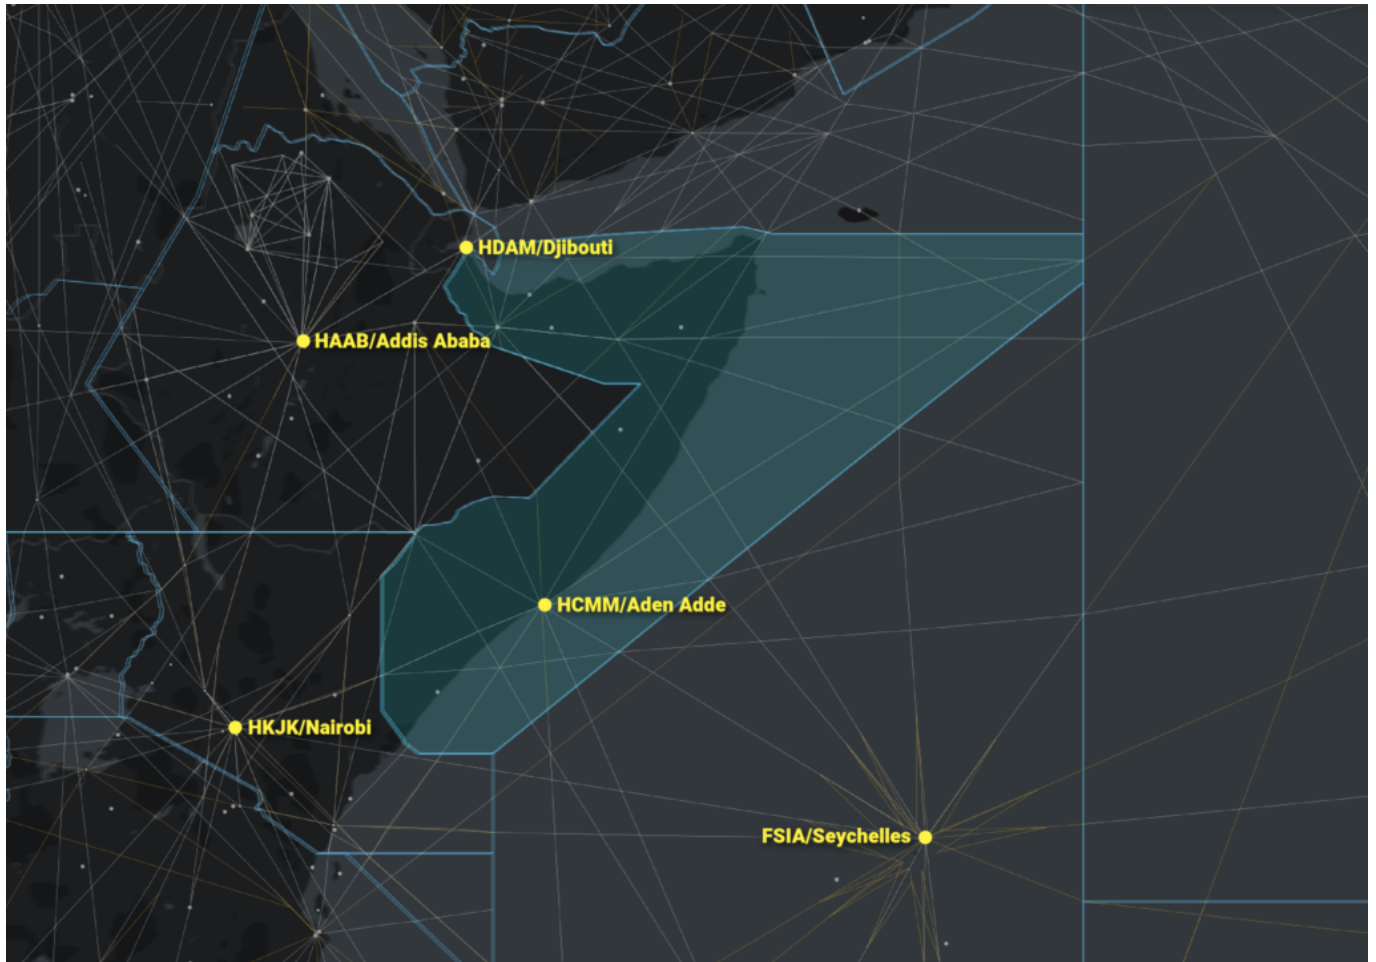 HDAM/Djibouti
HAAB/Addis Ababa
HCMM/Aden Adde
HKJK/Nairobi
FSIA/Seychelles